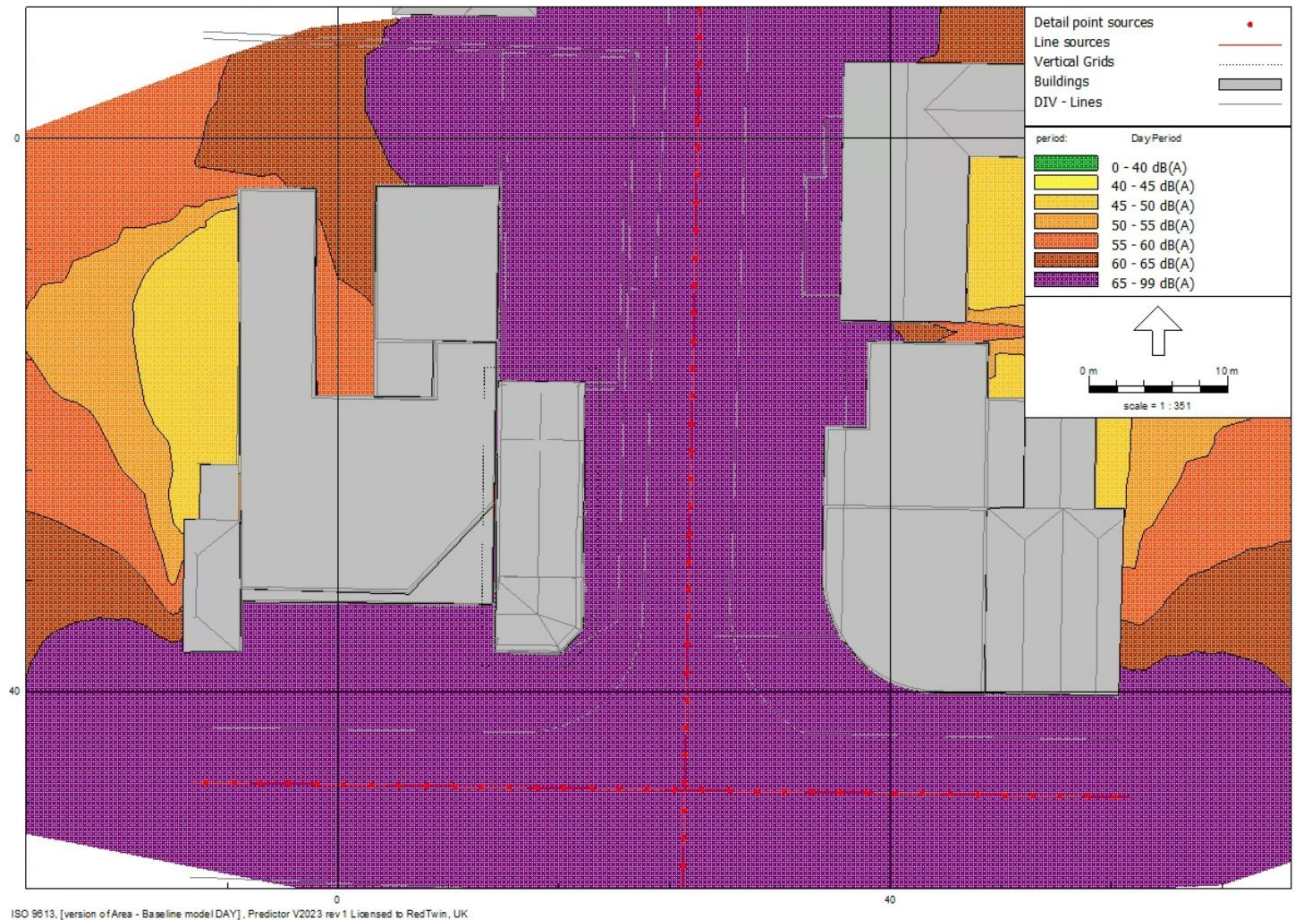 Detail point sources
Line sources
Vertical Grids
Buildings
DIV - Lines
period: Day Period
0 - 40 dB(A)
40 - 45 dB(A)
45 - 50 dB(A)
50 - 55 dB(A)
55 - 60 dB(A)
60 - 65 dB(A)
65 - 99 dB(A)
0 m 10 m
scale = 1 : 351
0
40
0 40
ISO 9613, [version of Area - Baseline model DAY] , Predictor V2023 rev 1 Licensed to RedTwin, UK